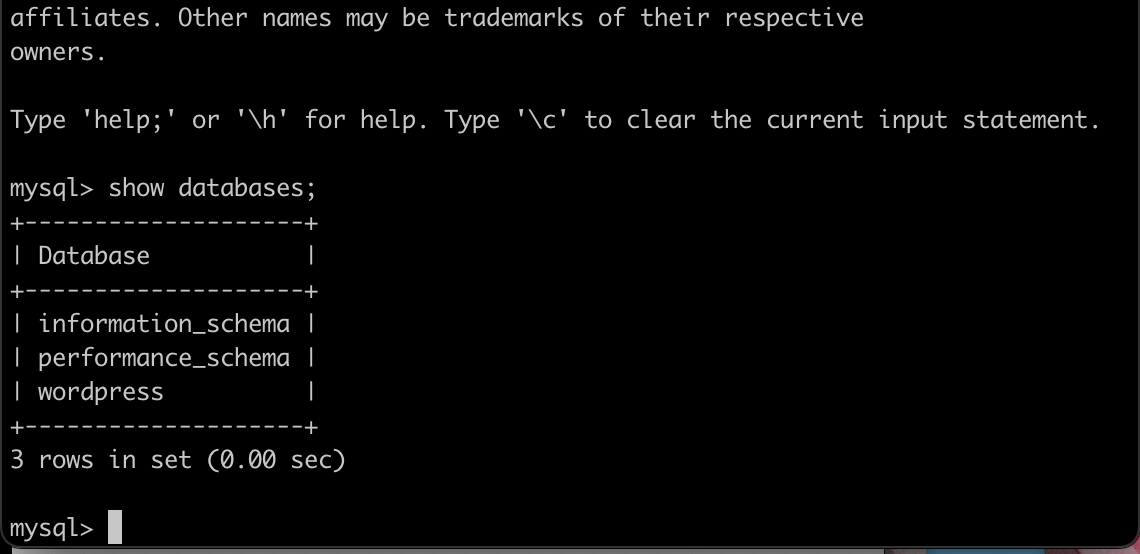 affiliates. Other names may be trademarks of their respective
owners.
Type 'help;' or '\h' for help. Type '\c' to clear the current input statement.
mysql> show databases;
+--------------------+
| Database           |
+--------------------+
| information_schema |
| performance_schema |
| wordpress          |
+--------------------+
3 rows in set (0.00 sec)
mysql>